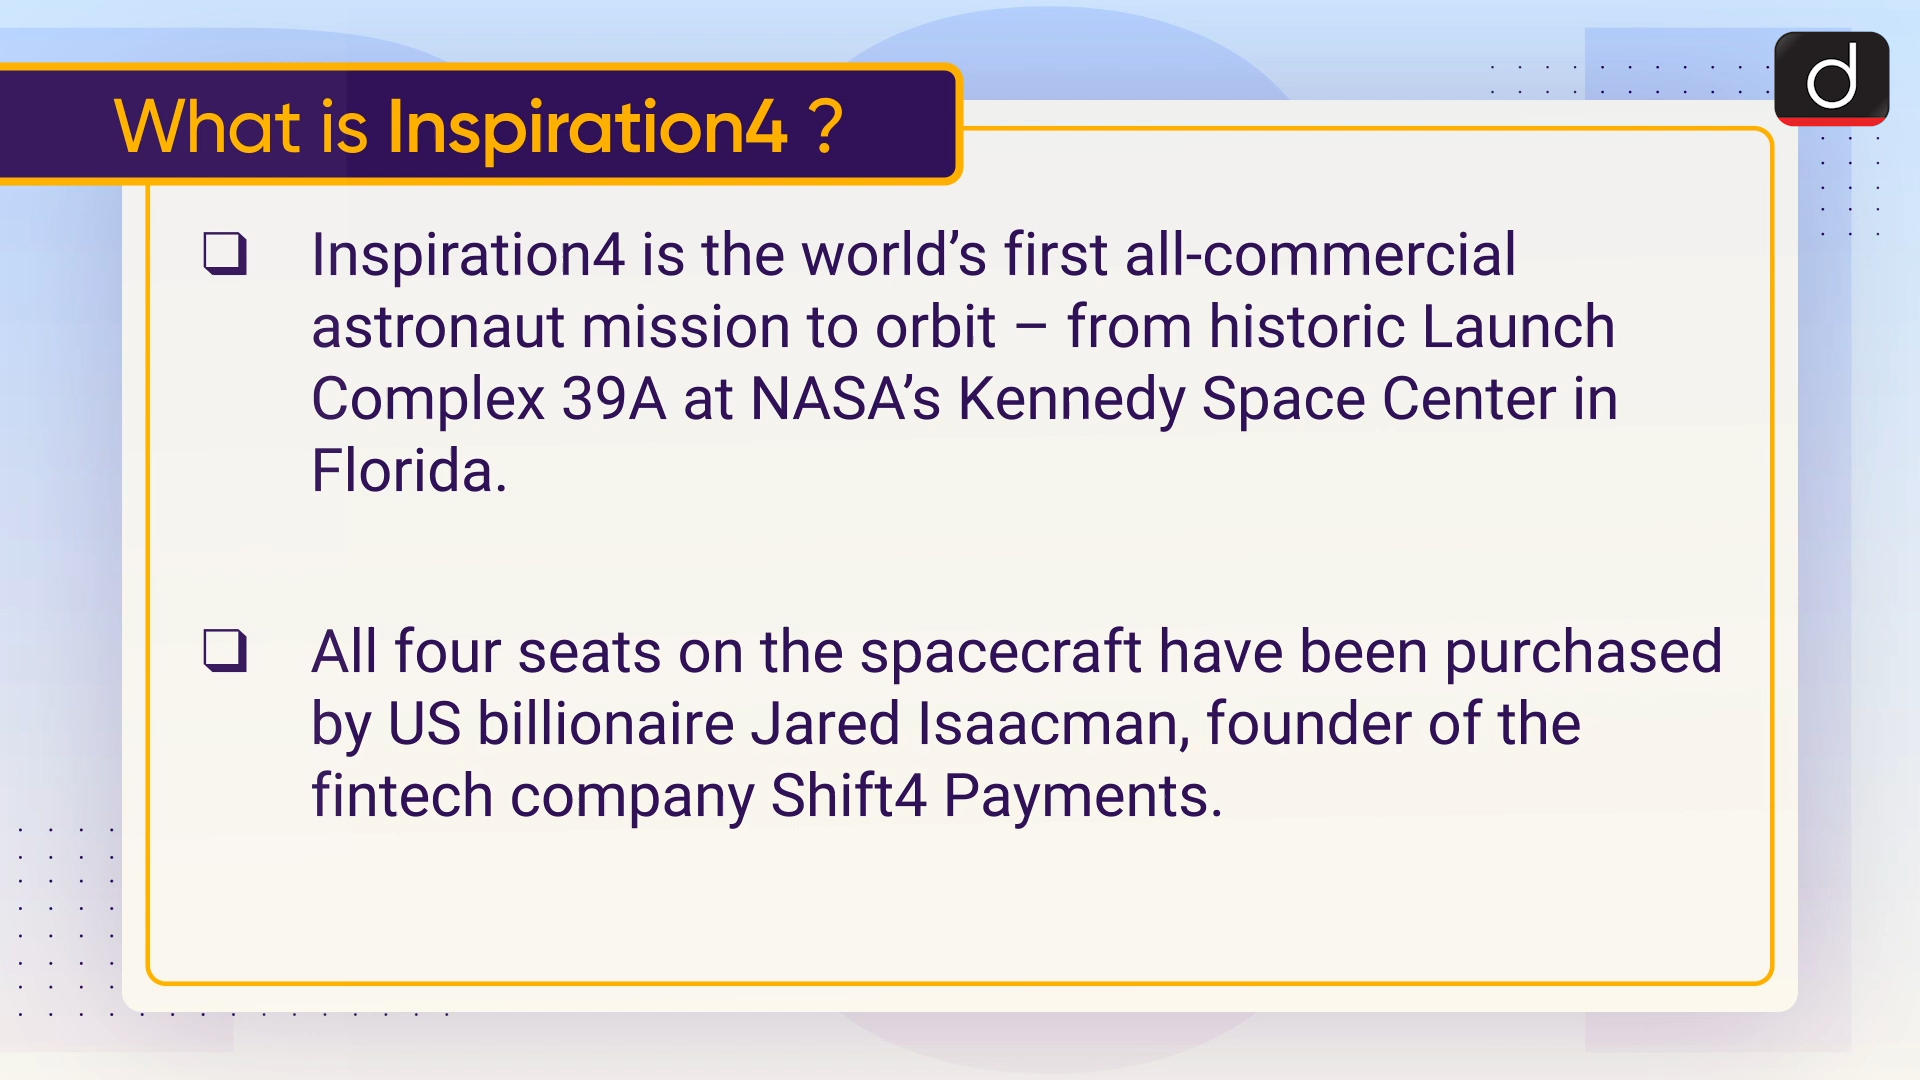 What is Inspiration4 ?
d
❑ Inspiration4 is the world’s first all-commercial
astronaut mission to orbit – from historic Launch
Complex 39A at NASA’s Kennedy Space Center in
Florida.
❑ All four seats on the spacecraft have been purchased
by US billionaire Jared Isaacman, founder of the
fintech company Shift4 Payments.